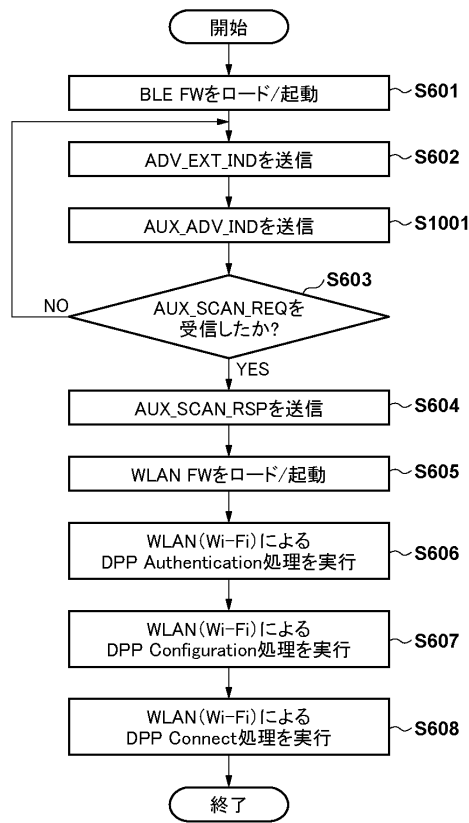 開始
BLE FWをロード/起動
S601
ADV_EXT_INDを送信
S602
AUX_ADV_INDを送信
S1001
S603
AUX_SCAN_REQを
受信したか?
NO
YES
AUX_SCAN_RSPを送信
S604
WLAN FWをロード/起動
S605
WLAN(Wi-Fi)による
DPP Authentication処理を実行
S606
WLAN(Wi-Fi)による
DPP Configuration処理を実行
S607
WLAN(Wi-Fi)による
DPP Connect処理を実行
S608
終了